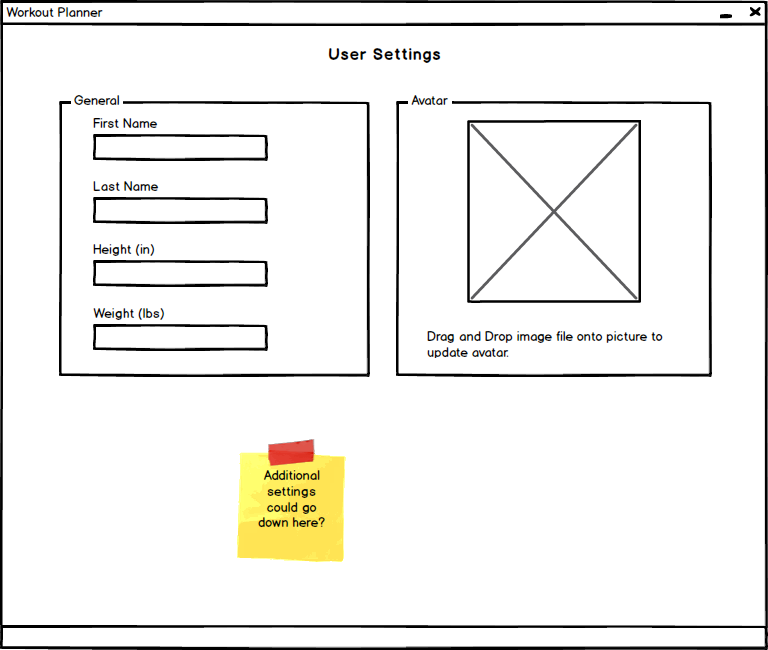 Workout Planner
User Settings
General
First Name
Last Name
Height (in)
Weight (lbs)
Avatar
Drag and Drop image file onto picture to
update avatar.
Additional
settings
could go
down here?